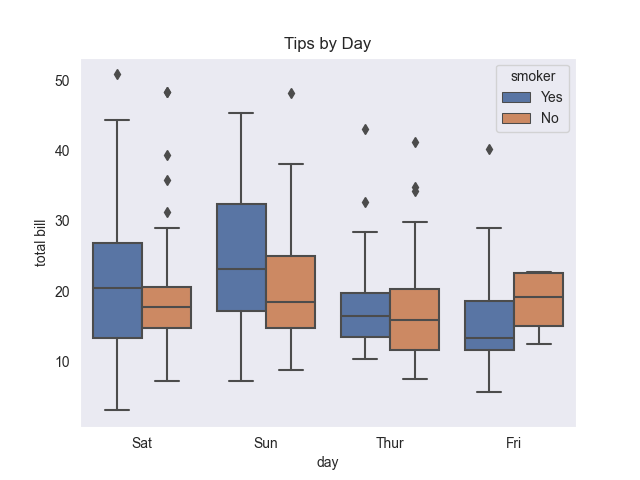 Tips by Day
smoker
Yes
No
50
40
30
20
10
total bill
Sat Sun Thur Fri
day